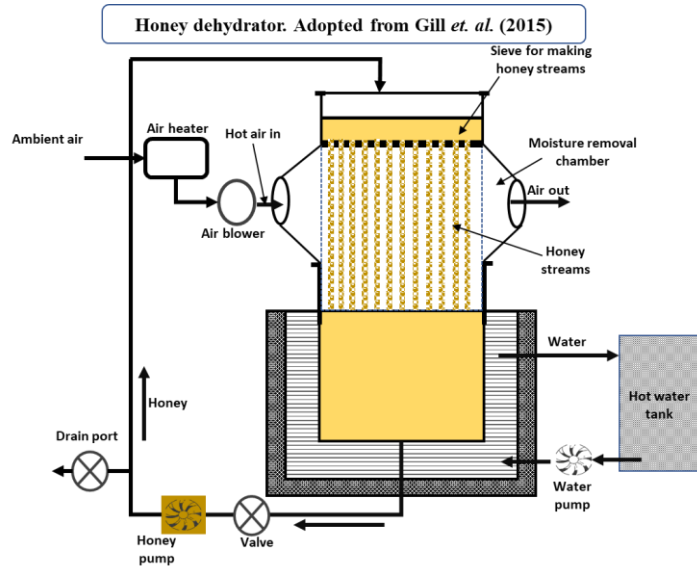 Honey dehydrator. Adopted from Gill et. al. (2015)
Sieve for making
honey streams
Ambient air
Air heater
Hot air in
Moisture removal
chamber
Air out
Air blower
Honey
streams
Water
Hot water
tank
Honey
Drain port
Water
pump
Honey
pump
Valve